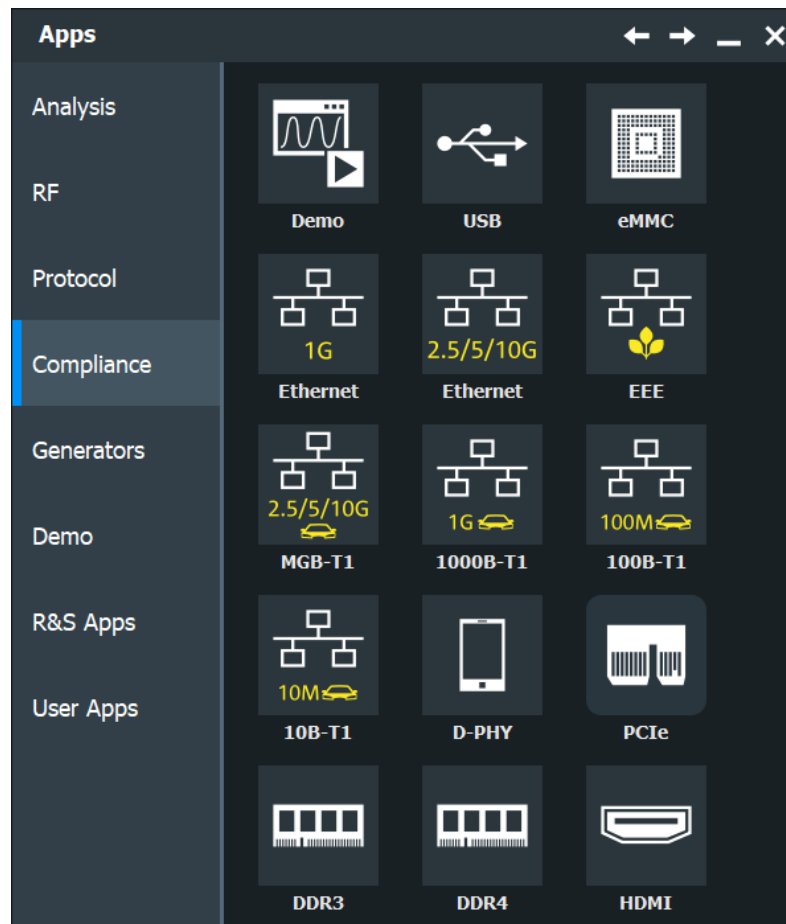 Apps
Analysis
RF
Protocol
Compliance
Generators
Demo
R&S Apps
User Apps
Demo
USB
eMMC
1G
Ethernet
2.5/5/10G
Ethernet
EEE
2.5/5/10G
MGB-T1
1G
1000B-T1
100M
100B-T1
10M
10B-T1
D-PHY
PCIe
DDR3
DDR4
HDMI